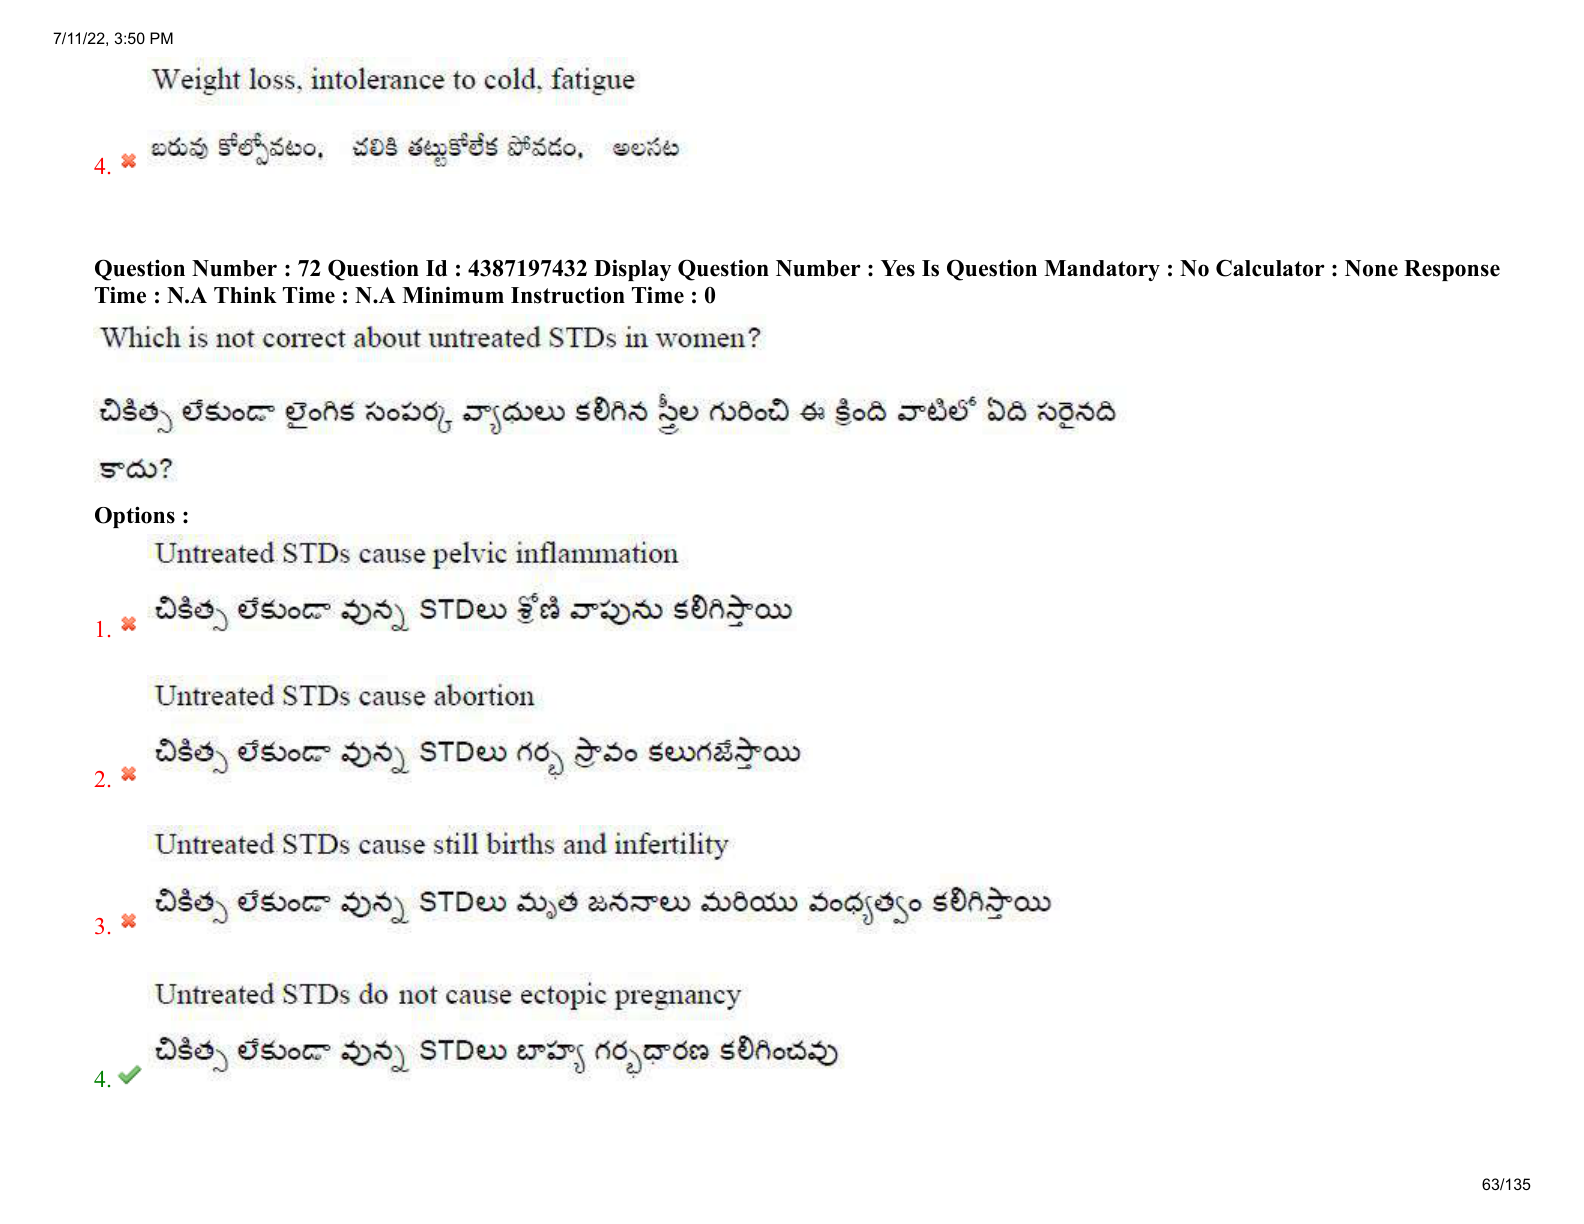 7/11/22, 3:50 PM
Weight loss, intolerance to cold, fatigue
బరువు కోల్పోవటం, చలికి తట్టుకోలేక పోవడం, అలసట
4.
Question Number : 72 Question Id : 4387197432 Display Question Number : Yes Is Question Mandatory : No Calculator : None Response
Time : N.A Think Time : N.A Minimum Instruction Time : 0
Which is not correct about untreated STDs in women?
చికిత్స లేకుండా లైంగిక సంపర్క వ్యాధులు కలిగిన స్త్రీల గురించి ఈ క్రింది వాటిలో ఏది సరైనది
కాదు?
Options :
Untreated STDs cause pelvic inflammation
చికిత్స లేకుండా వున్న STDలు శ్రోణి వాపును కలిగిస్తాయి
1.
Untreated STDs cause abortion
చికిత్స లేకుండా వున్న STDలు గర్భ స్రావం కలుగజేస్తాయి
2.
Untreated STDs cause still births and infertility
చికిత్స లేకుండా వున్న STDలు మృత జననాలు మరియు వంధ్యత్వం కలిగిస్తాయి
3.
Untreated STDs do not cause ectopic pregnancy
చికిత్స లేకుండా వున్న STDలు బాహ్య గర్భధారణ కలిగించవు
4.
63/135